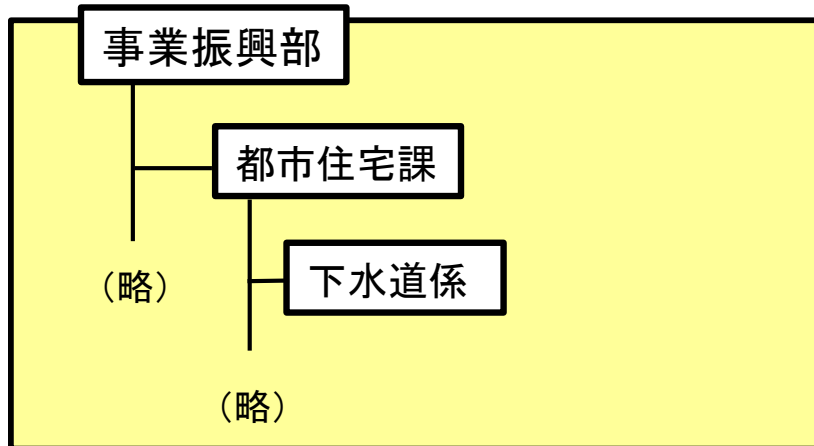 事業振興部
都市住宅課
下水道係
（略）
（略）